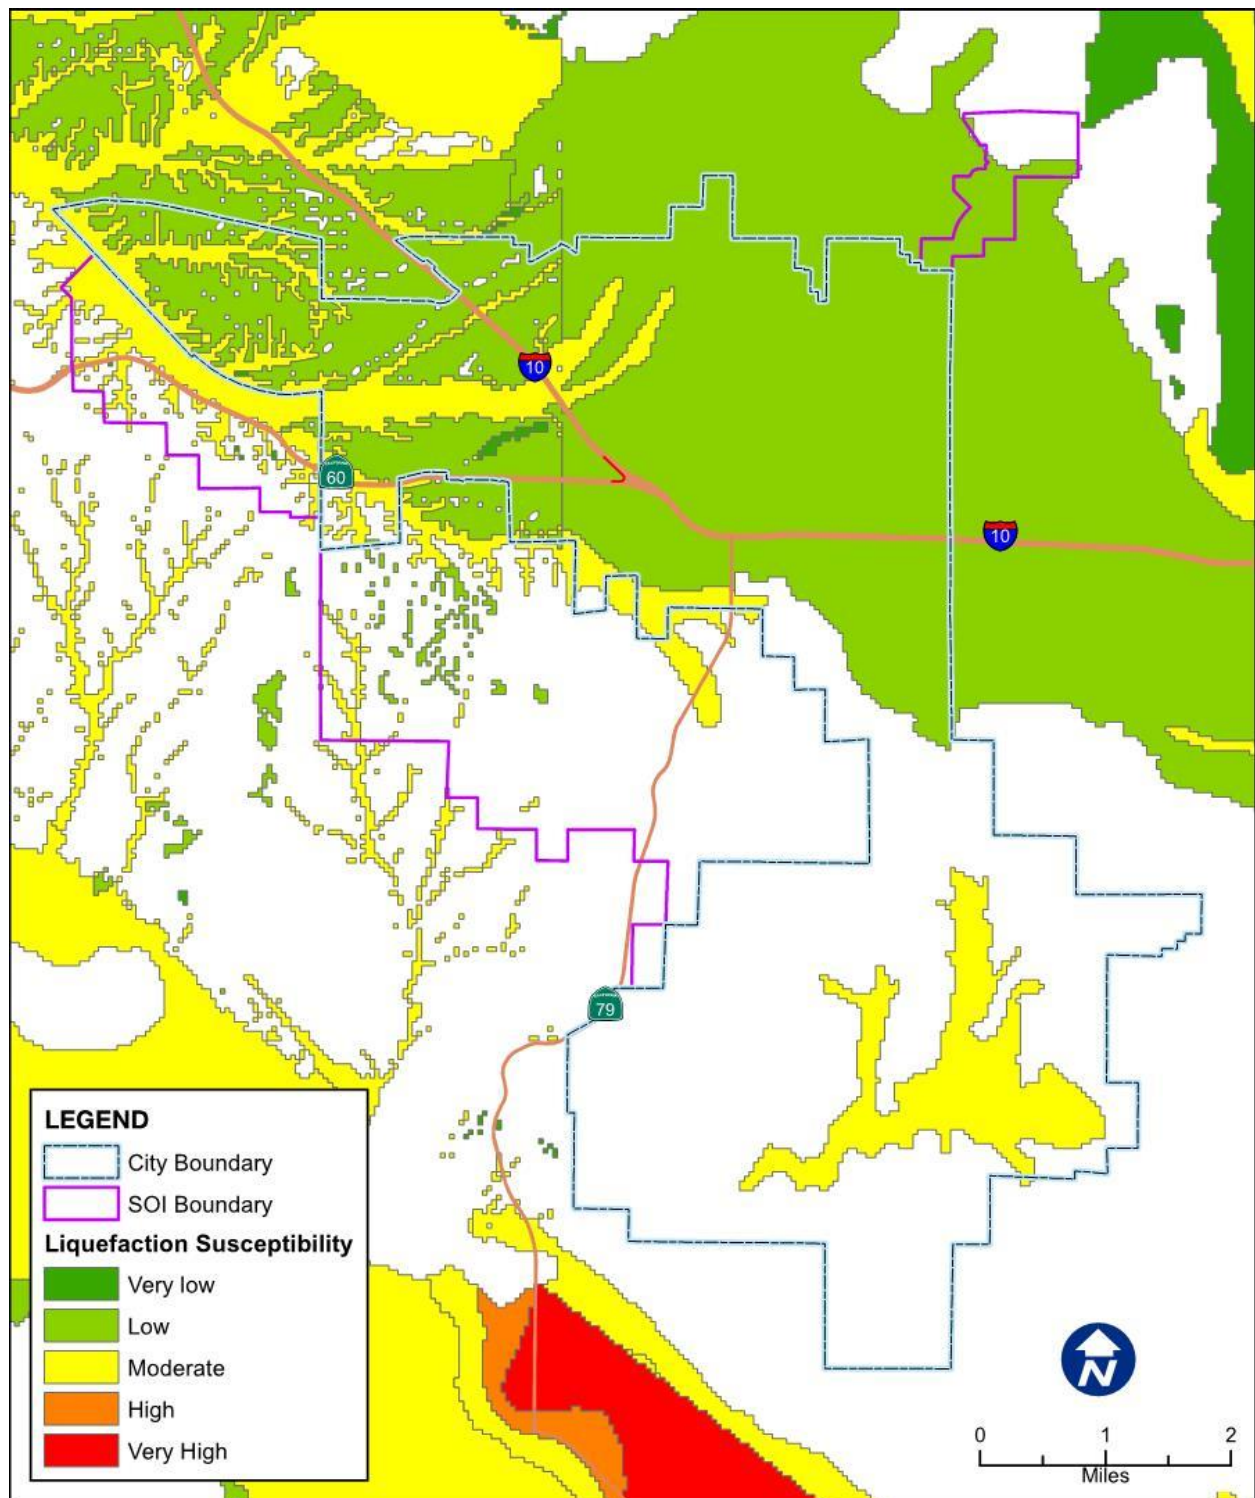 10
60
10
79
LEGEND
City Boundary
SOI Boundary
Liquefaction Susceptibility
Very low
Low
Moderate
High
Very High
N
0 1 2
Miles